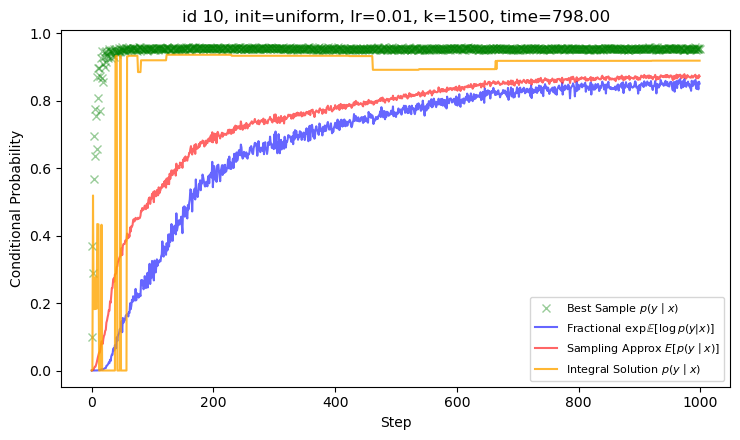 id 10, init=uniform, lr=0.01, k=1500, time=798.00
1.0
0.8
0.6
0.4
0.2
0.0
Conditional Probability
Best Sample p(y | x)
Fractional exp𝔼[log p(y|x)]
Sampling Approx E[p(y | x)]
Integral Solution p(y | x)
0 200 400 600 800 1000
Step